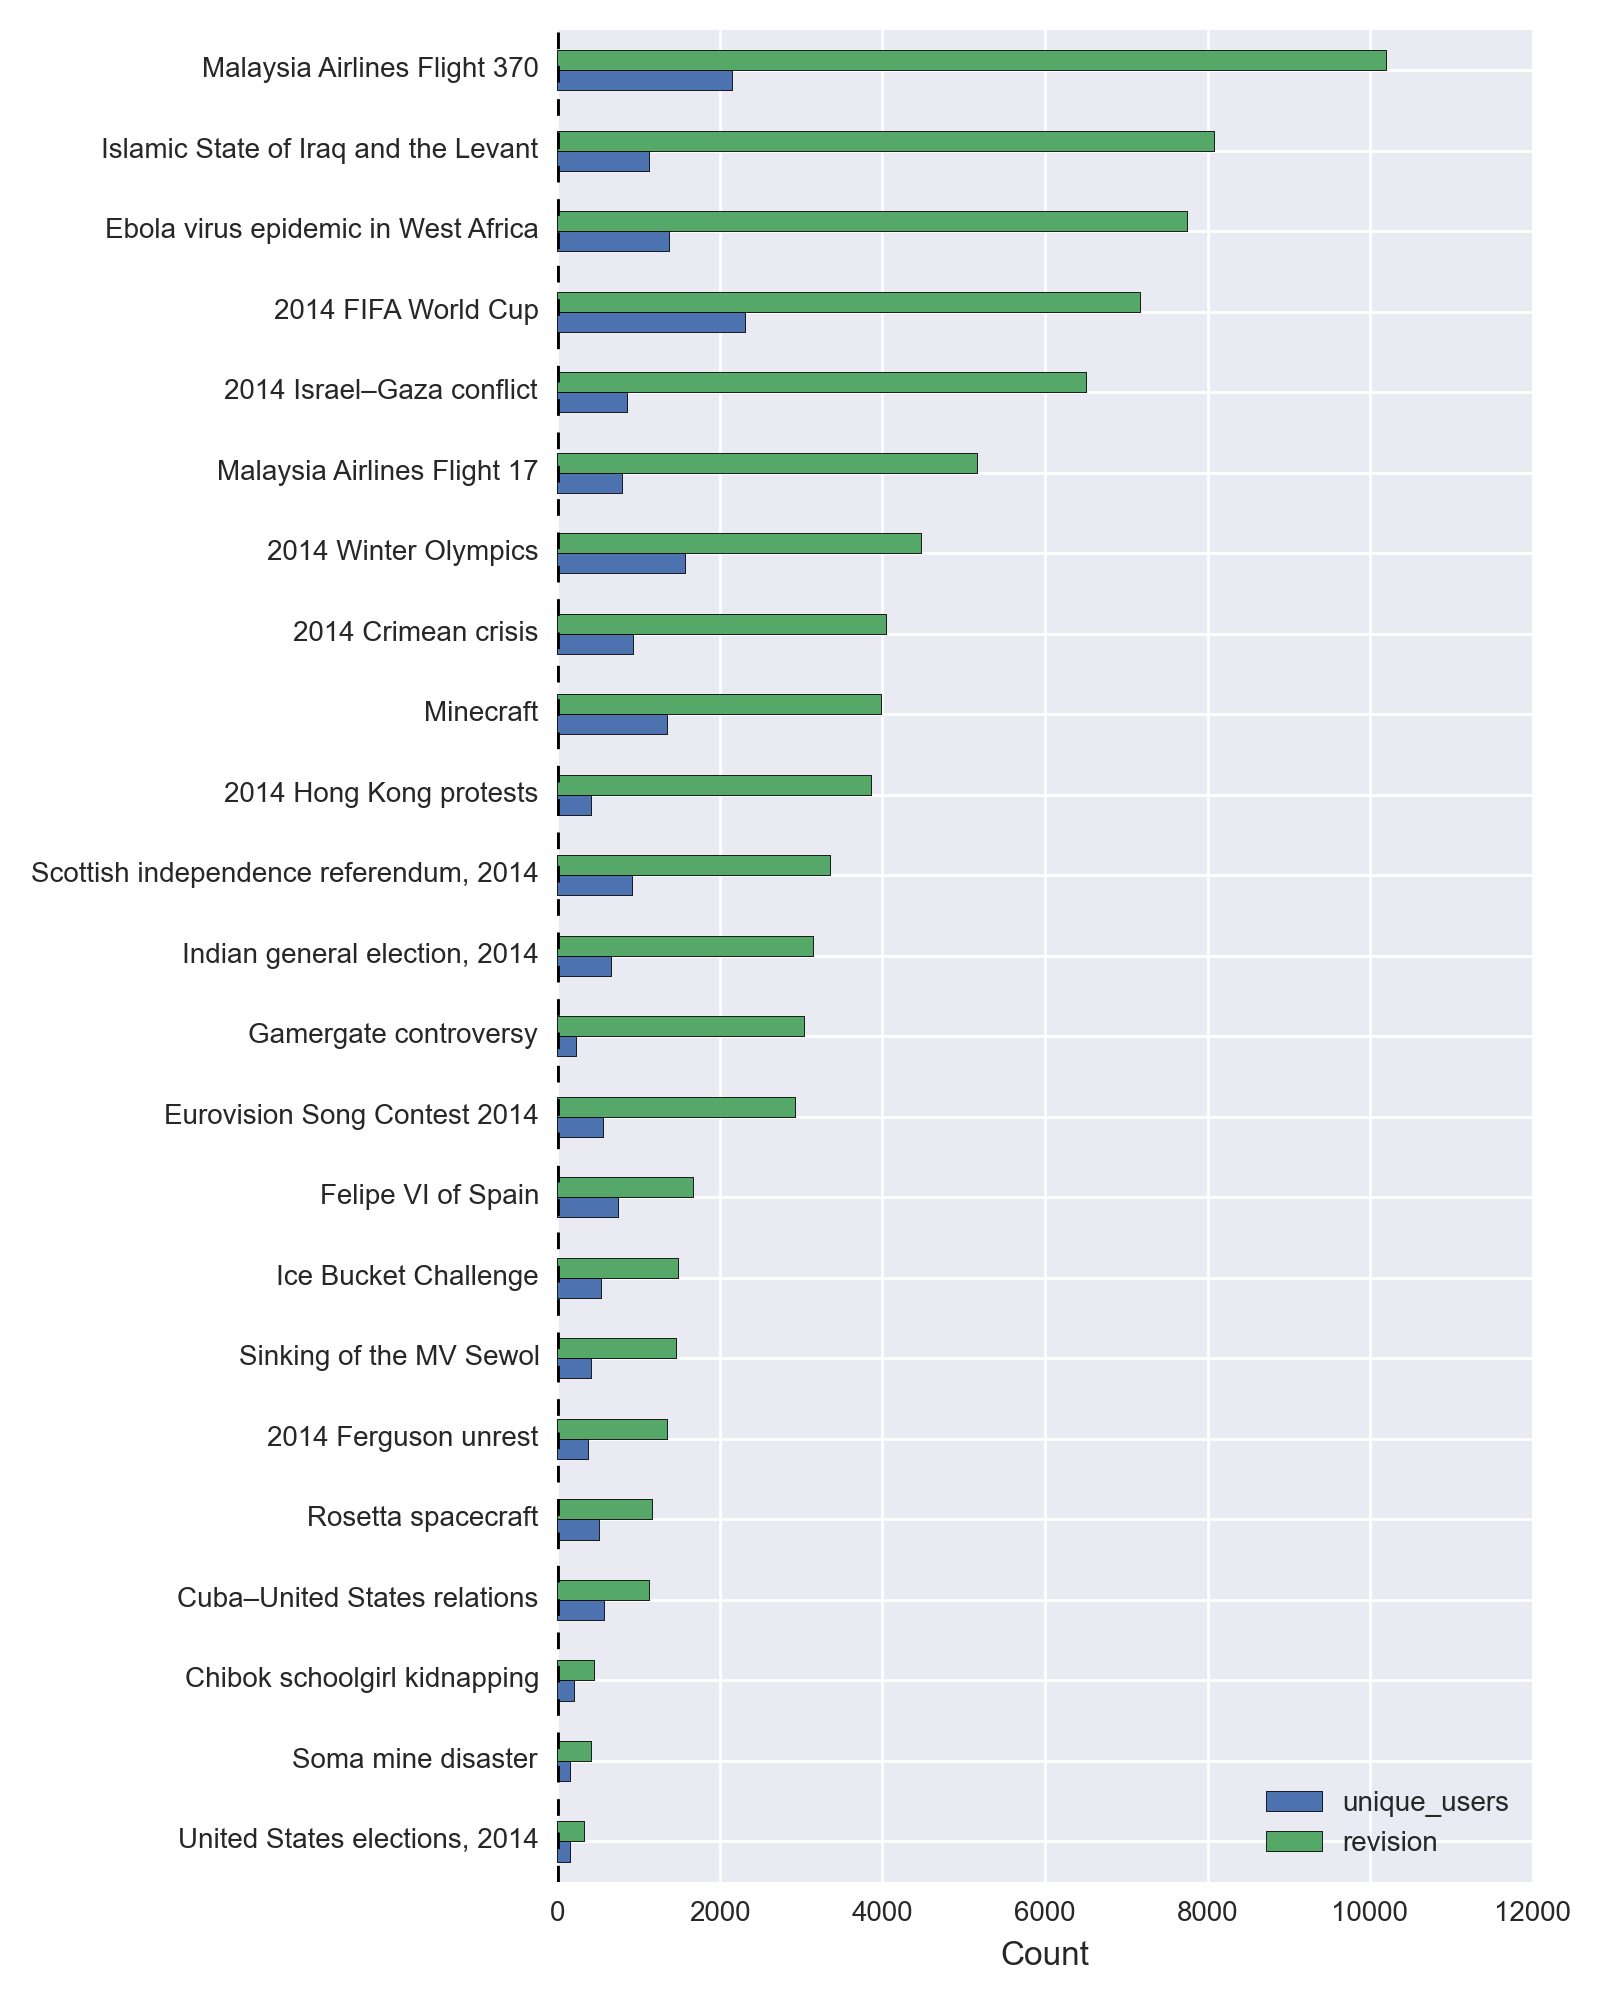 Malaysia Airlines Flight 370
Islamic State of Iraq and the Levant
Ebola virus epidemic in West Africa
2014 FIFA World Cup
2014 Israel–Gaza conflict
Malaysia Airlines Flight 17
2014 Winter Olympics
2014 Crimean crisis
Minecraft
2014 Hong Kong protests
Scottish independence referendum, 2014
Indian general election, 2014
Gamergate controversy
Eurovision Song Contest 2014
Felipe VI of Spain
Ice Bucket Challenge
Sinking of the MV Sewol
2014 Ferguson unrest
Rosetta spacecraft
Cuba–United States relations
Chibok schoolgirl kidnapping
Soma mine disaster
United States elections, 2014
unique_users
revision
0 2000 4000 6000 8000 10000 12000
Count